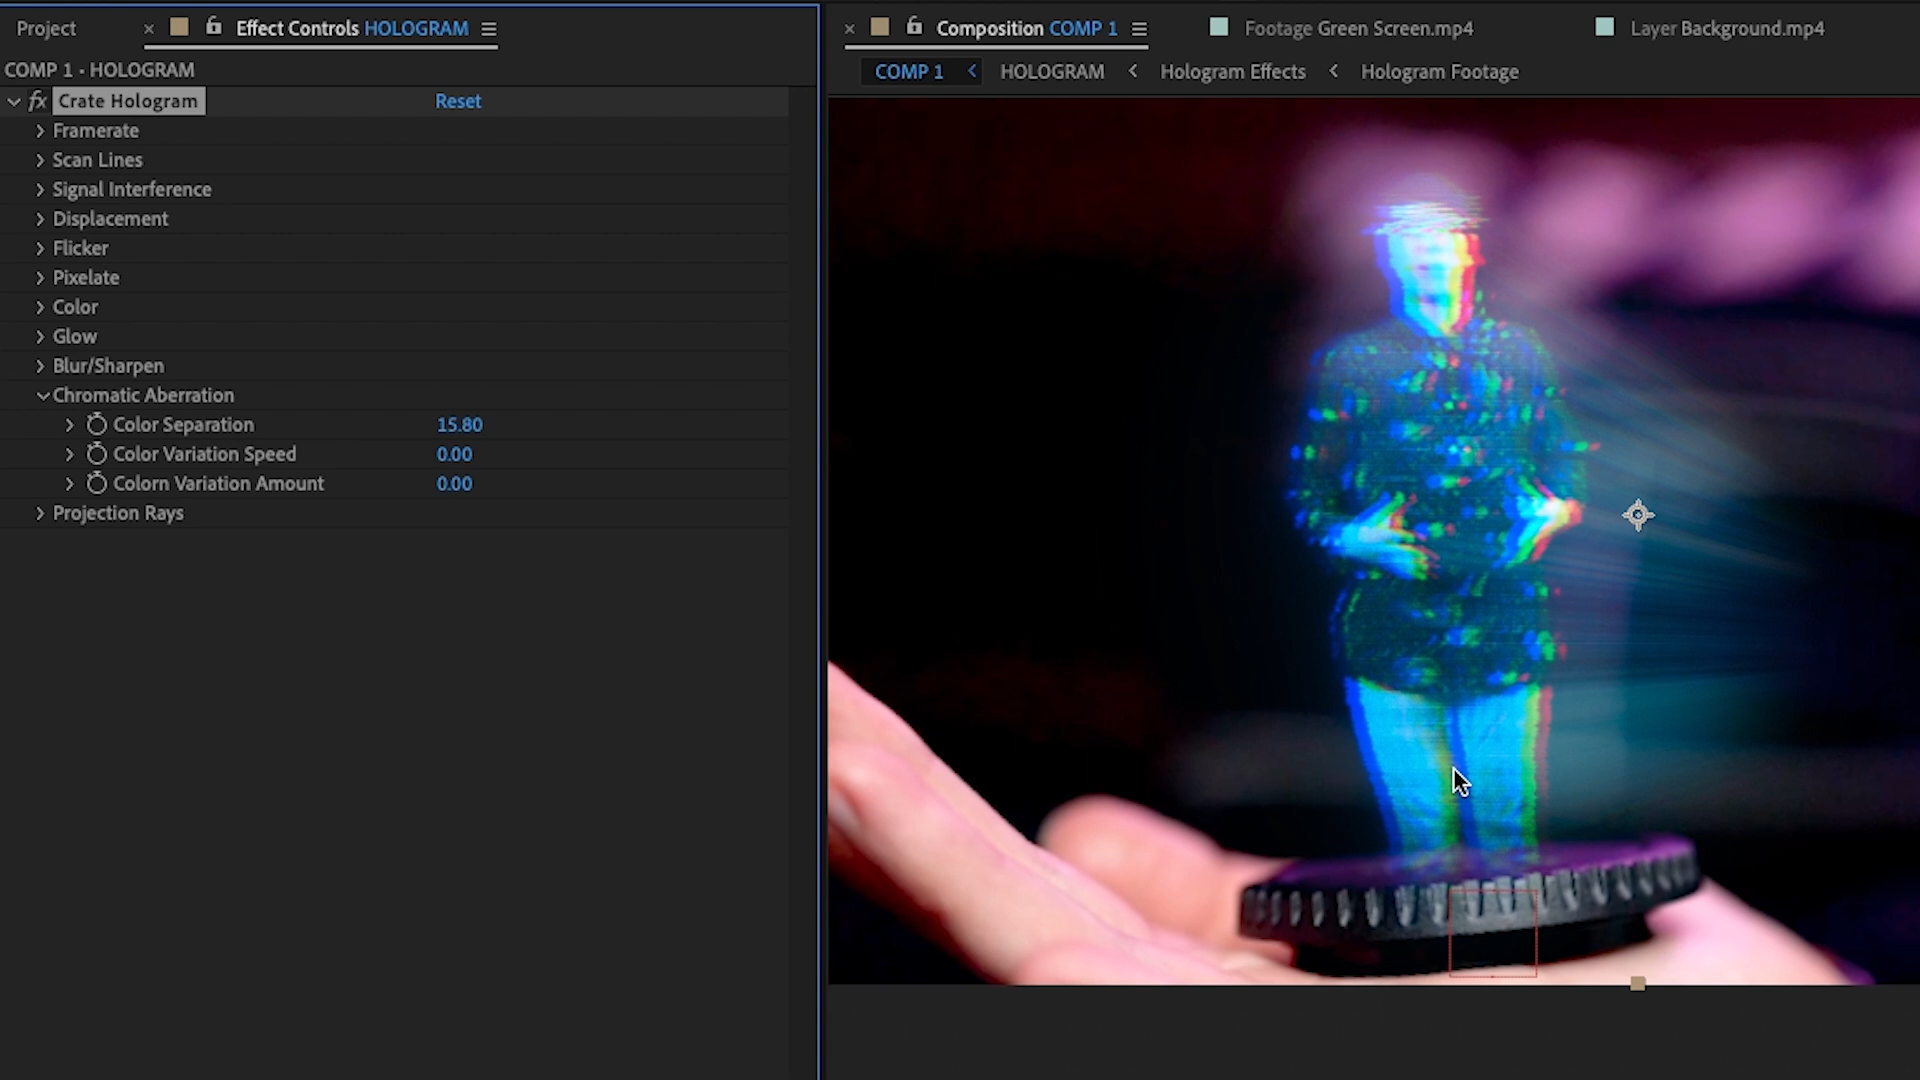 Project
Effect Controls HOLOGRAM
COMP 1 • HOLOGRAM
fx Crate Hologram Reset
Framerate
Scan Lines
Signal Interference
Displacement
Flicker
Pixelate
Color
Glow
Blur/Sharpen
Chromatic Aberration
Color Separation 15.80
Color Variation Speed 0.00
Colorn Variation Amount 0.00
Projection Rays
Composition COMP 1
Footage Green Screen.mp4
Layer Background.mp4
COMP 1 HOLOGRAM Hologram Effects Hologram Footage